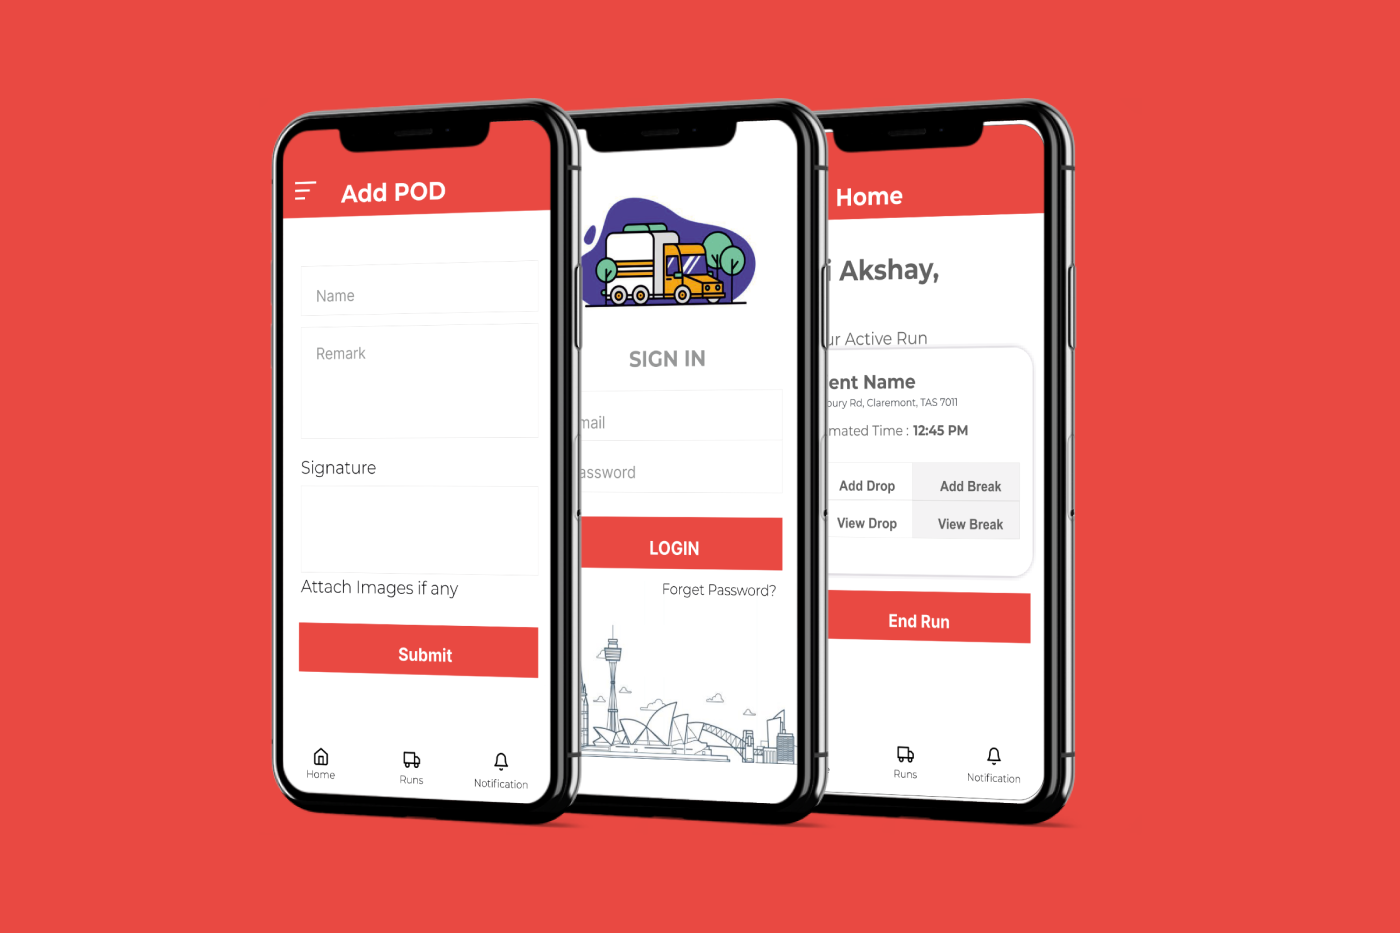 Add POD
Name
Remark
Signature
Attach Images if any
Submit
Home
Runs
Notification
SIGN IN
mail
assword
LOGIN
Forget Password?
Home
i Akshay,
ur Active Run
ent Name
bury Rd, Claremont, TAS 7011
mated Time : 12:45 PM
Add Drop
Add Break
View Drop
View Break
End Run
Runs
Notification